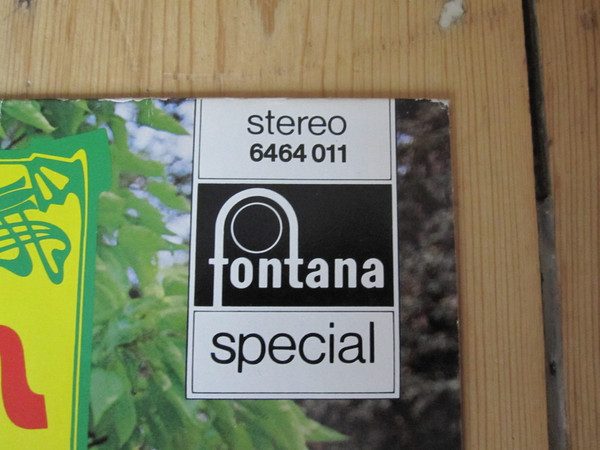 stereo
6464 011
fontana
special